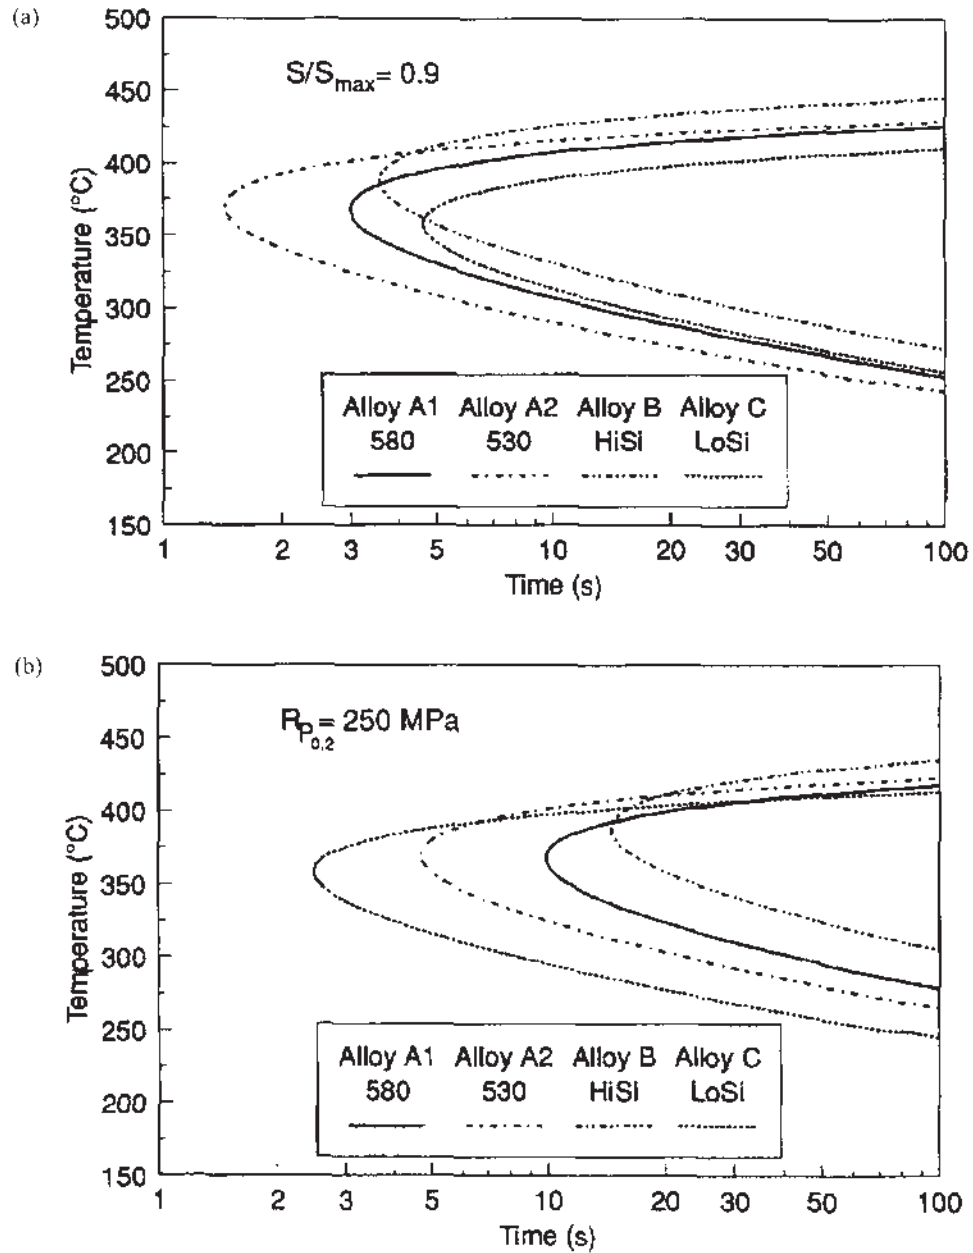 (a)
500
S/Smax= 0.9
450
400
350
300
250
200
150
Temperature (°C)
Alloy A1 Alloy A2 Alloy B Alloy C
580 530 HiSi LoSi
1 2 3 5 10 20 30 50 100
Time (s)
(b)
500
RP0,2= 250 MPa
450
400
350
300
250
200
150
Temperature (°C)
Alloy A1 Alloy A2 Alloy B Alloy C
580 530 HiSi LoSi
1 2 3 5 10 20 30 50 100
Time (s)